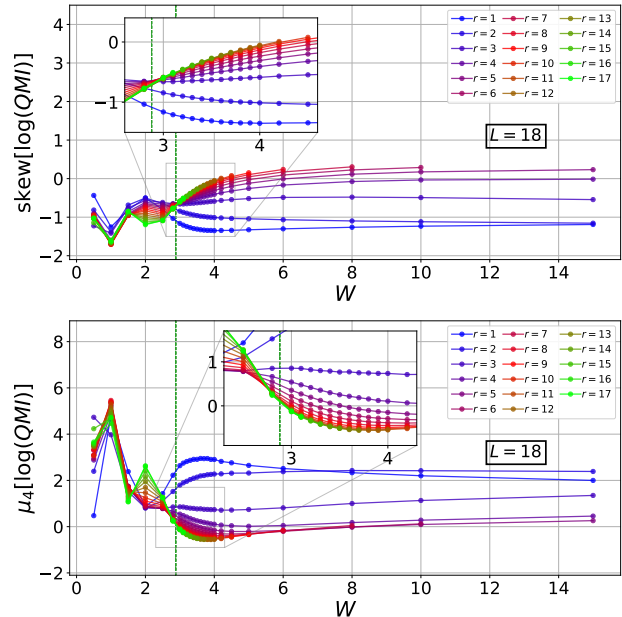 skew[log(QMI)]
4
3
2
1
0
−1
−2
0
−1
3
4
r = 1
r = 2
r = 3
r = 4
r = 5
r = 6
r = 7
r = 8
r = 9
r = 10
r = 11
r = 12
r = 13
r = 14
r = 15
r = 16
r = 17
L = 18
0
2
4
6
8
10
12
14
W
μ4[log(QMI)]
8
6
4
2
0
−2
1
0
3
4
r = 1
r = 2
r = 3
r = 4
r = 5
r = 6
r = 7
r = 8
r = 9
r = 10
r = 11
r = 12
r = 13
r = 14
r = 15
r = 16
r = 17
L = 18
0
2
4
6
8
10
12
14
W